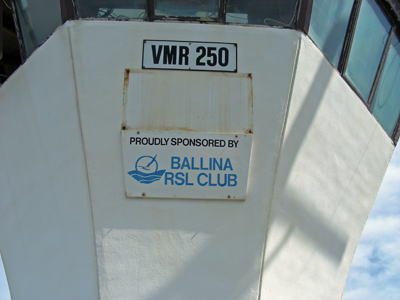 VMR 250
PROUDLY SPONSORED BY
BALLINA
RSL CLUB